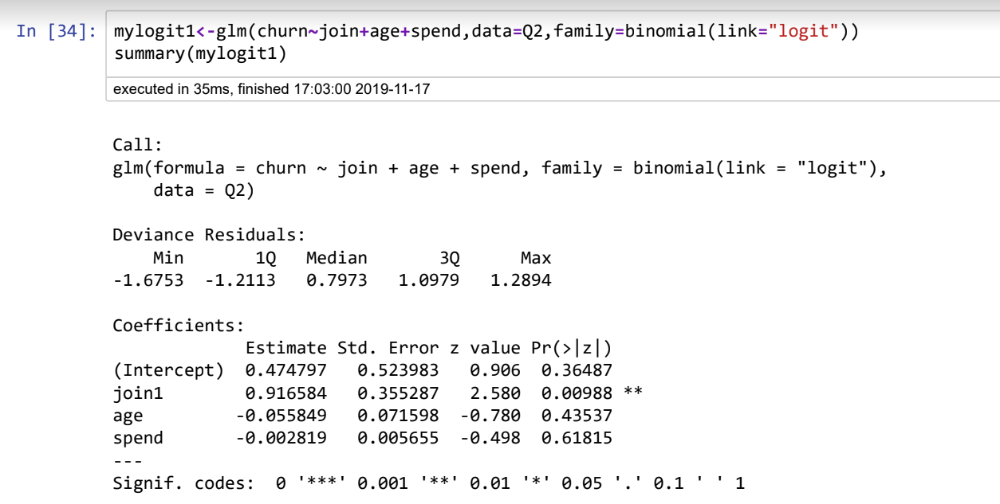 In [34]: mylogit1<-glm(churn~join+age+spend,data=Q2,family=binomial(link="logit"))
summary(mylogit1)
executed in 35ms, finished 17:03:00 2019-11-17
Call:
glm(formula = churn ~ join + age + spend, family = binomial(link = "logit"),
    data = Q2)
Deviance Residuals:
    Min       1Q   Median       3Q      Max
-1.6753  -1.2113   0.7973   1.0979   1.2894
Coefficients:
             Estimate Std. Error z value Pr(>|z|)
(Intercept)  0.474797   0.523983   0.906  0.36487
join1        0.916584   0.355287   2.580  0.00988 **
age         -0.055849   0.071598  -0.780  0.43537
spend       -0.002819   0.005655  -0.498  0.61815
---
Signif. codes:  0 '***' 0.001 '**' 0.01 '*' 0.05 '.' 0.1 ' ' 1